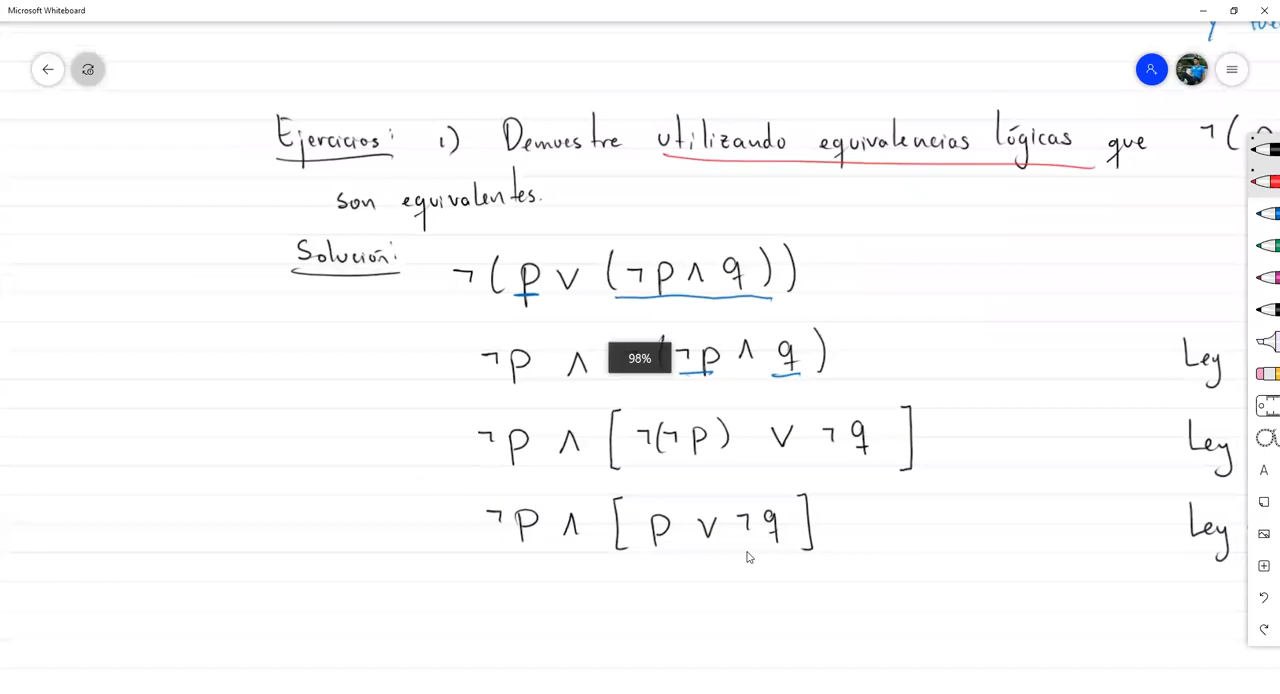 Microsoft Whiteboard
Ejercicios: 1) Demuestre utilizando equivalencias lógicas que ¬(
son equivalentes.
Solución: ¬(p ∨ (¬p ∧ q))
¬p ∧ (¬p ∧ q) Ley
98%
¬p ∧ [¬(¬p) ∨ ¬q] Ley
¬p ∧ [p ∨ ¬q] Ley